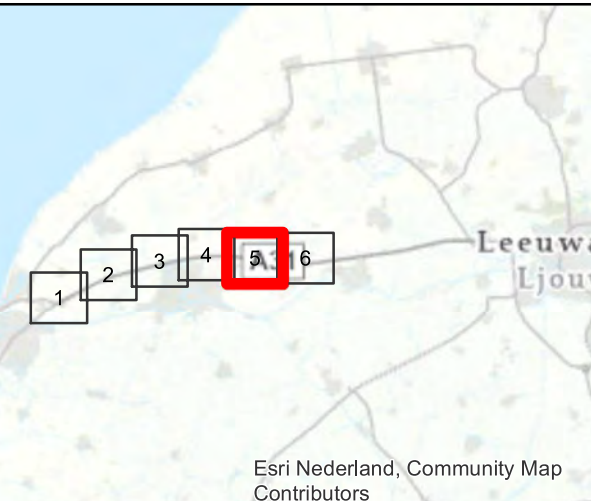 Leeuwa
Ljouw
1 2 3 4 5 6
A31
Esri Nederland, Community Map
Contributors